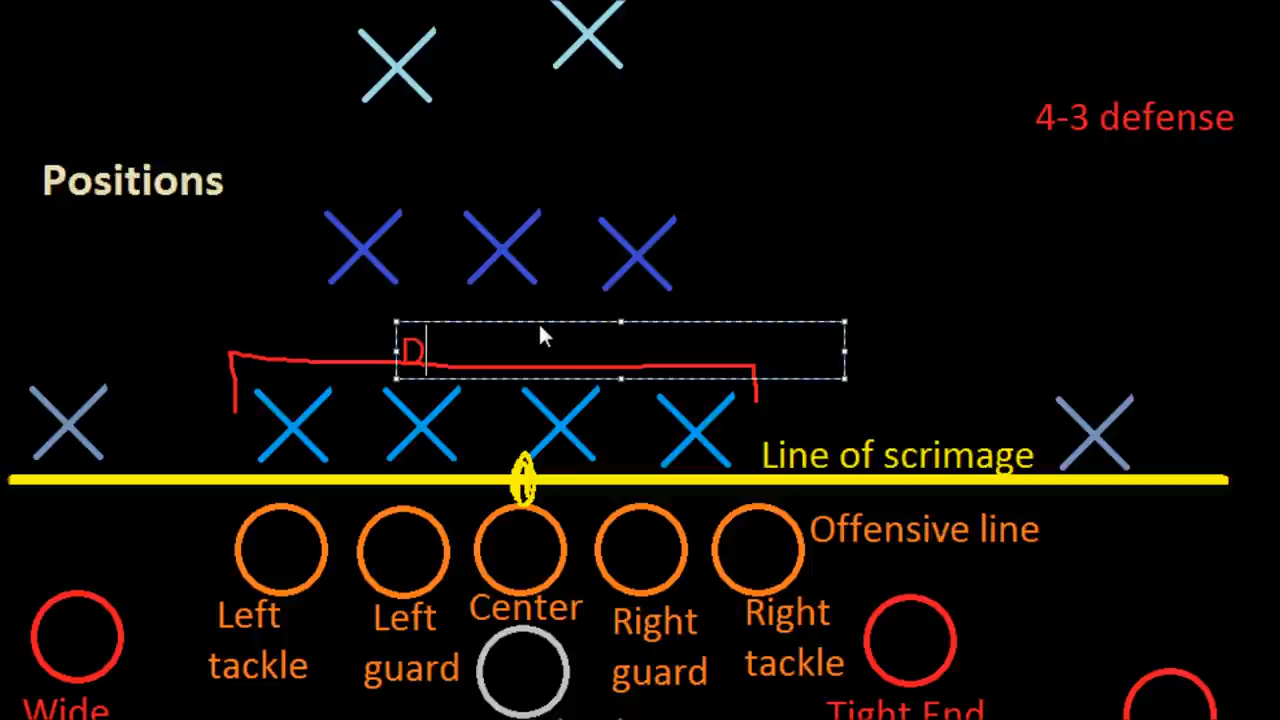 4-3 defense
Positions
D
Line of scrimage
Offensive line
Left
tackle
Left
guard
Center
Right
guard
Right
tackle
Wide
Tight End